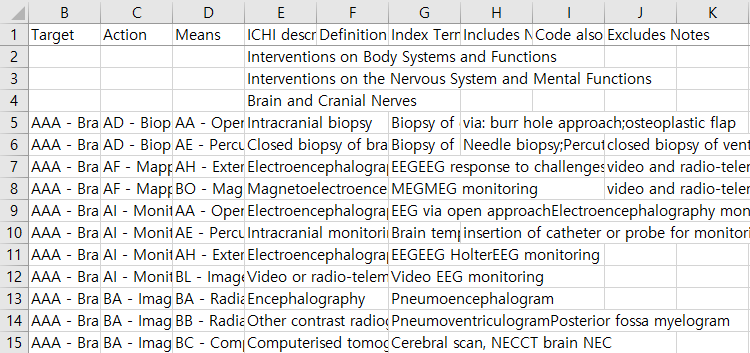 B C D E F G H I J K
1 Target Action Means ICHI descr Definition Index Terr Includes N Code also Excludes Notes
2 Interventions on Body Systems and Functions
3 Interventions on the Nervous System and Mental Functions
4 Brain and Cranial Nerves
5 AAA - Bra AD - Biop AA - Oper Intracranial biopsy Biopsy of via: burr hole approach;osteoplastic flap
6 AAA - Bra AD - Biop AE - Percu Closed biopsy of bra Biopsy of Needle biopsy;Percut closed biopsy of vent
7 AAA - Bra AF - Mapp AH - Exter Electroencephalogra EEGEEG response to challenges video and radio-teler
8 AAA - Bra AF - Mapp BO - Mag Magnetoelectroence MEGMEG monitoring video and radio-teler
9 AAA - Bra AI - Monit AA - Oper Electroencephalogra EEG via open approachElectroencephalography mon
10 AAA - Bra AI - Monit AE - Percu Intracranial monitori Brain temp insertion of catheter or probe for monitori
11 AAA - Bra AI - Monit AH - Exter Electroencephalogra EEGEEG HolterEEG monitoring
12 AAA - Bra AI - Monit BL - Image Video or radio-telem Video EEG monitoring
13 AAA - Bra BA - Imag BA - Radia Encephalography Pneumoencephalogram
14 AAA - Bra BA - Imag BB - Radia Other contrast radiog PneumoventriculogramPosterior fossa myelogram
15 AAA - Bra BA - Imag BC - Com Computerised tomog Cerebral scan, NECCT brain NEC